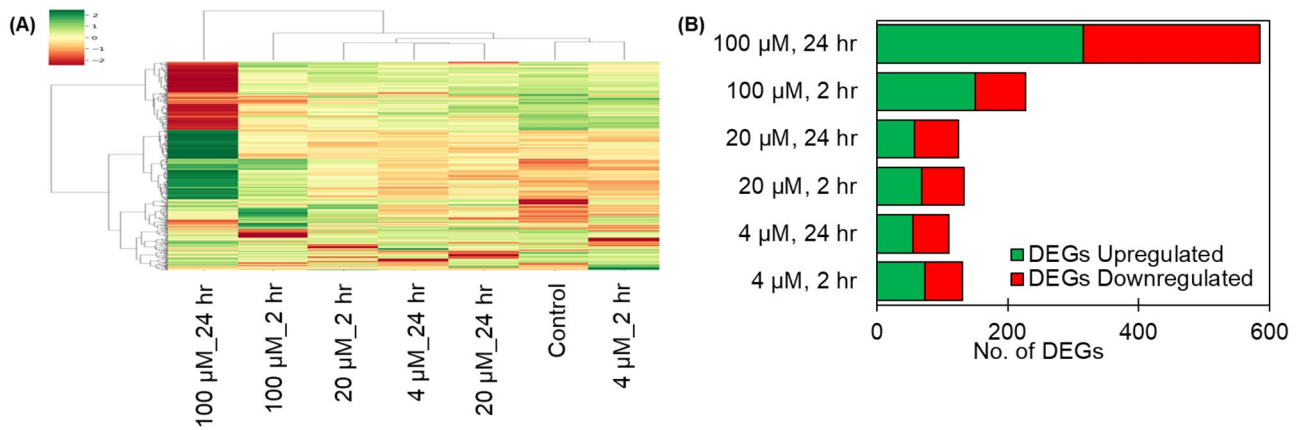 (A)
2
1
0
−1
−2
100 µM_24 hr
100 µM_2 hr
20 µM_2 hr
4 µM_24 hr
20 µM_24 hr
Control
4 µM_2 hr
(B)
100 µM, 24 hr
100 µM, 2 hr
20 µM, 24 hr
20 µM, 2 hr
4 µM, 24 hr
4 µM, 2 hr
DEGs Upregulated
DEGs Downregulated
0 200 400 600
No. of DEGs